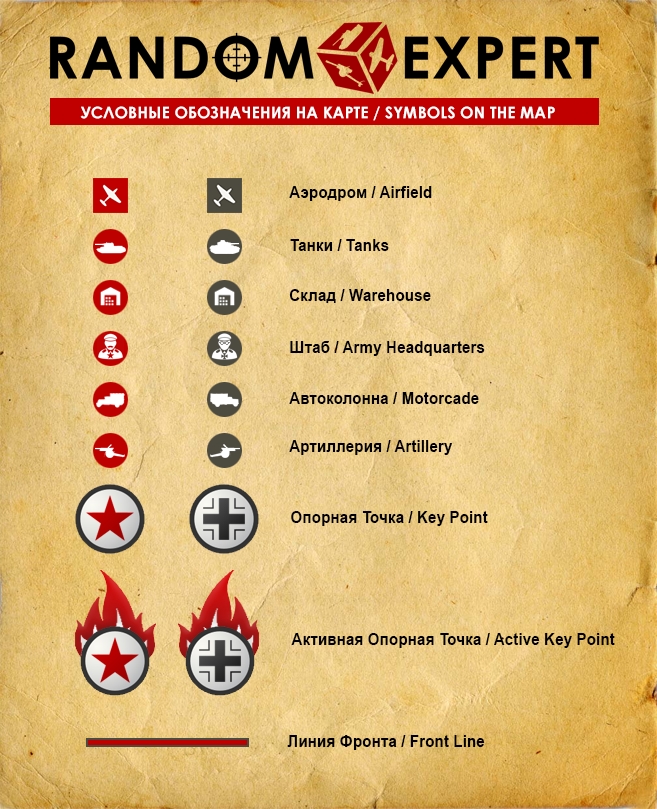 RANDOM EXPERT
УСЛОВНЫЕ ОБОЗНАЧЕНИЯ НА КАРТЕ / SYMBOLS ON THE MAP
Аэродром / Airfield
Танки / Tanks
Склад / Warehouse
Штаб / Army Headquarters
Автоколонна / Motorcade
Артиллерия / Artillery
Опорная Точка / Key Point
Активная Опорная Точка / Active Key Point
Линия Фронта / Front Line